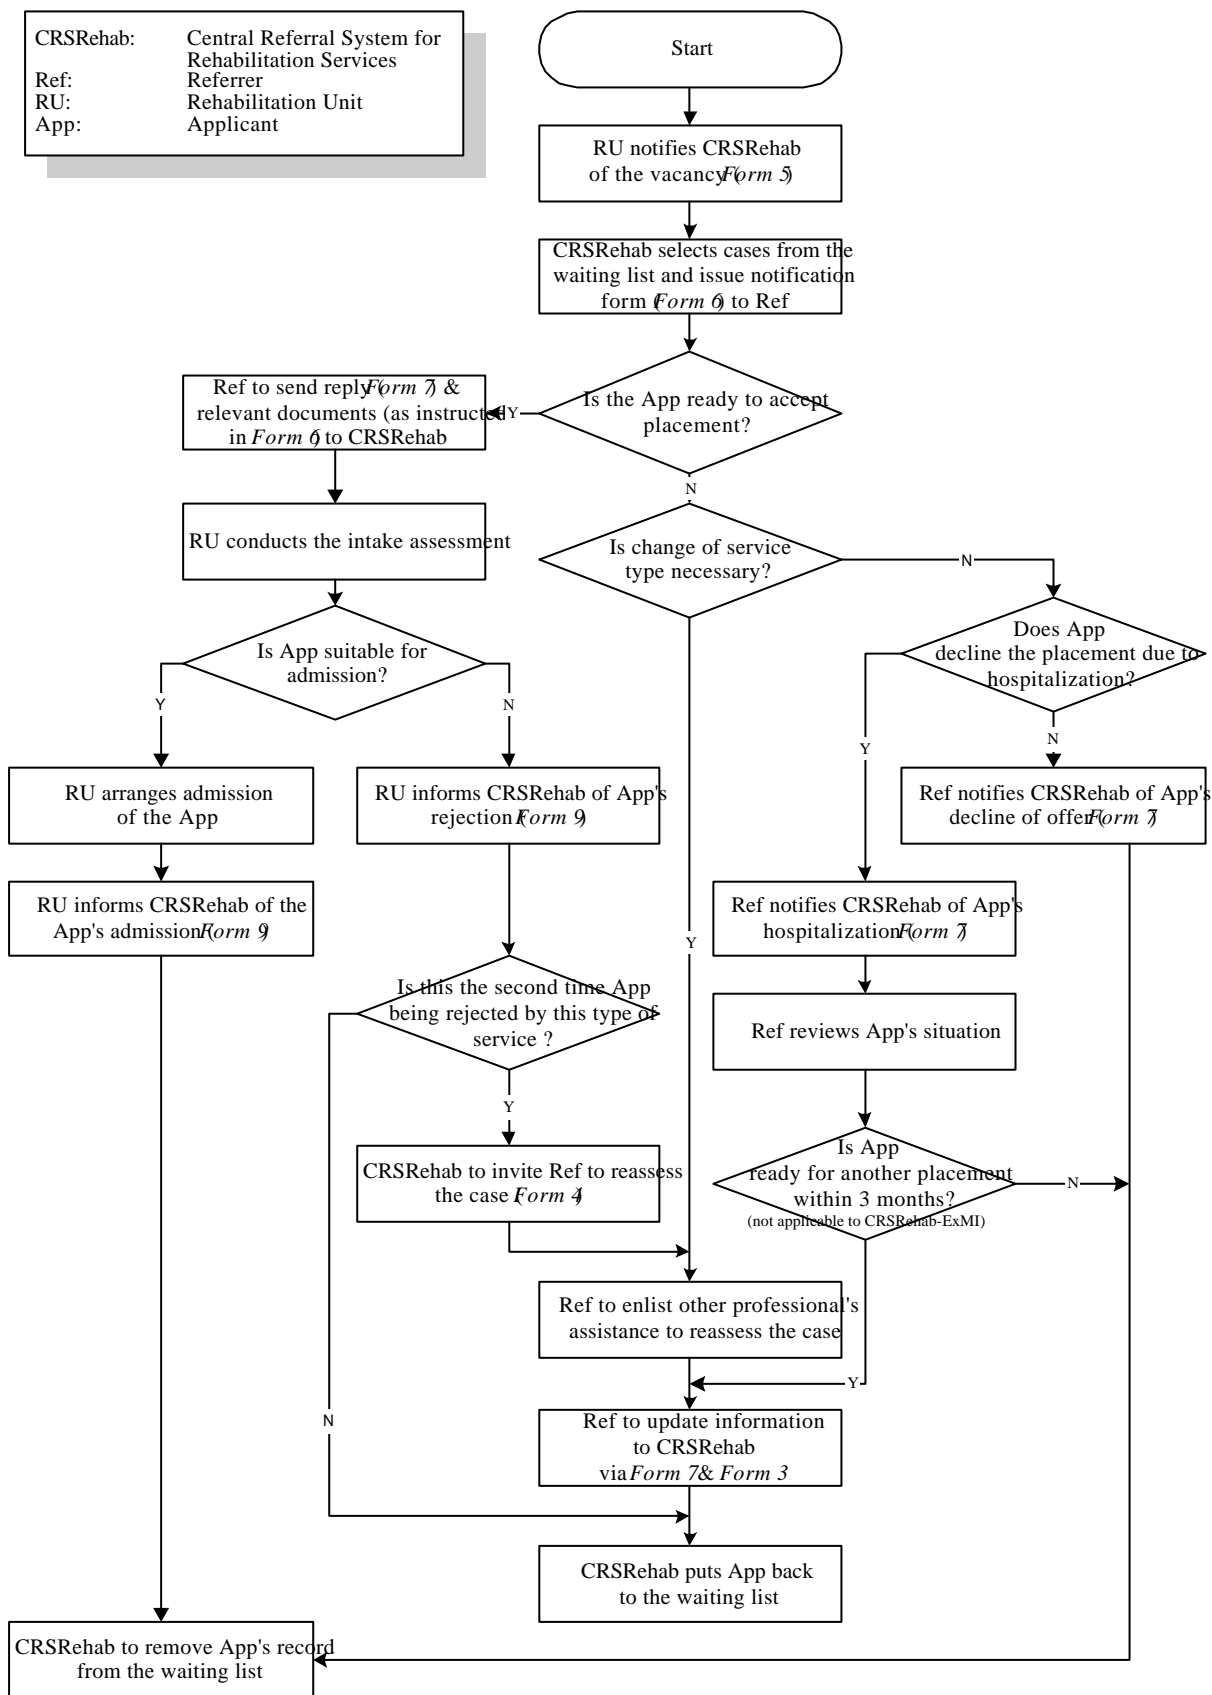 CRSRehab: Central Referral System for
Rehabilitation Services
Ref: Referrer
RU: Rehabilitation Unit
App: Applicant
Start
RU notifies CRSRehab
of the vacancy (Form 5)
CRSRehab selects cases from the
waiting list and issue notification
form (Form 6) to Ref
Is the App ready to accept
placement?
Y
N
Ref to send reply (Form 7) &
relevant documents (as instructed
in Form 6) to CRSRehab
RU conducts the intake assessment
Is change of service
type necessary?
N
Y
Does App
decline the placement due to
hospitalization?
Y
N
Is App suitable for
admission?
Y
N
RU arranges admission
of the App
RU informs CRSRehab of App's
rejection (Form 9)
Ref notifies CRSRehab of App's
decline of offer (Form 7)
RU informs CRSRehab of the
App's admission (Form 9)
Ref notifies CRSRehab of App's
hospitalization (Form 7)
Is this the second time App
being rejected by this type of
service ?
Y
N
Ref reviews App's situation
CRSRehab to invite Ref to reassess
the case (Form 4)
Is App
ready for another placement
within 3 months?
(not applicable to CRSRehab-ExMI)
N
Y
Ref to enlist other professional's
assistance to reassess the case
Ref to update information
to CRSRehab
via Form 7 & Form 3
CRSRehab puts App back
to the waiting list
CRSRehab to remove App's record
from the waiting list